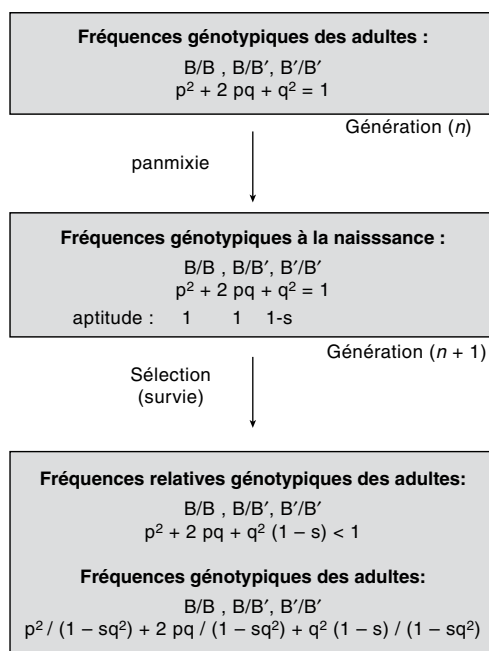 Fréquences génotypiques des adultes :
B/B , B/B′, B′/B′
p² + 2 pq + q² = 1
Génération (n)
panmixie
Fréquences génotypiques à la naisssance :
B/B , B/B′, B′/B′
p² + 2 pq + q² = 1
aptitude : 1 1 1-s
Génération (n + 1)
Sélection
(survie)
Fréquences relatives génotypiques des adultes:
B/B , B/B′, B′/B′
p² + 2 pq + q² (1 – s) < 1
Fréquences génotypiques des adultes:
B/B , B/B′, B′/B′
p² / (1 – sq²) + 2 pq / (1 – sq²) + q² (1 – s) / (1 – sq²)